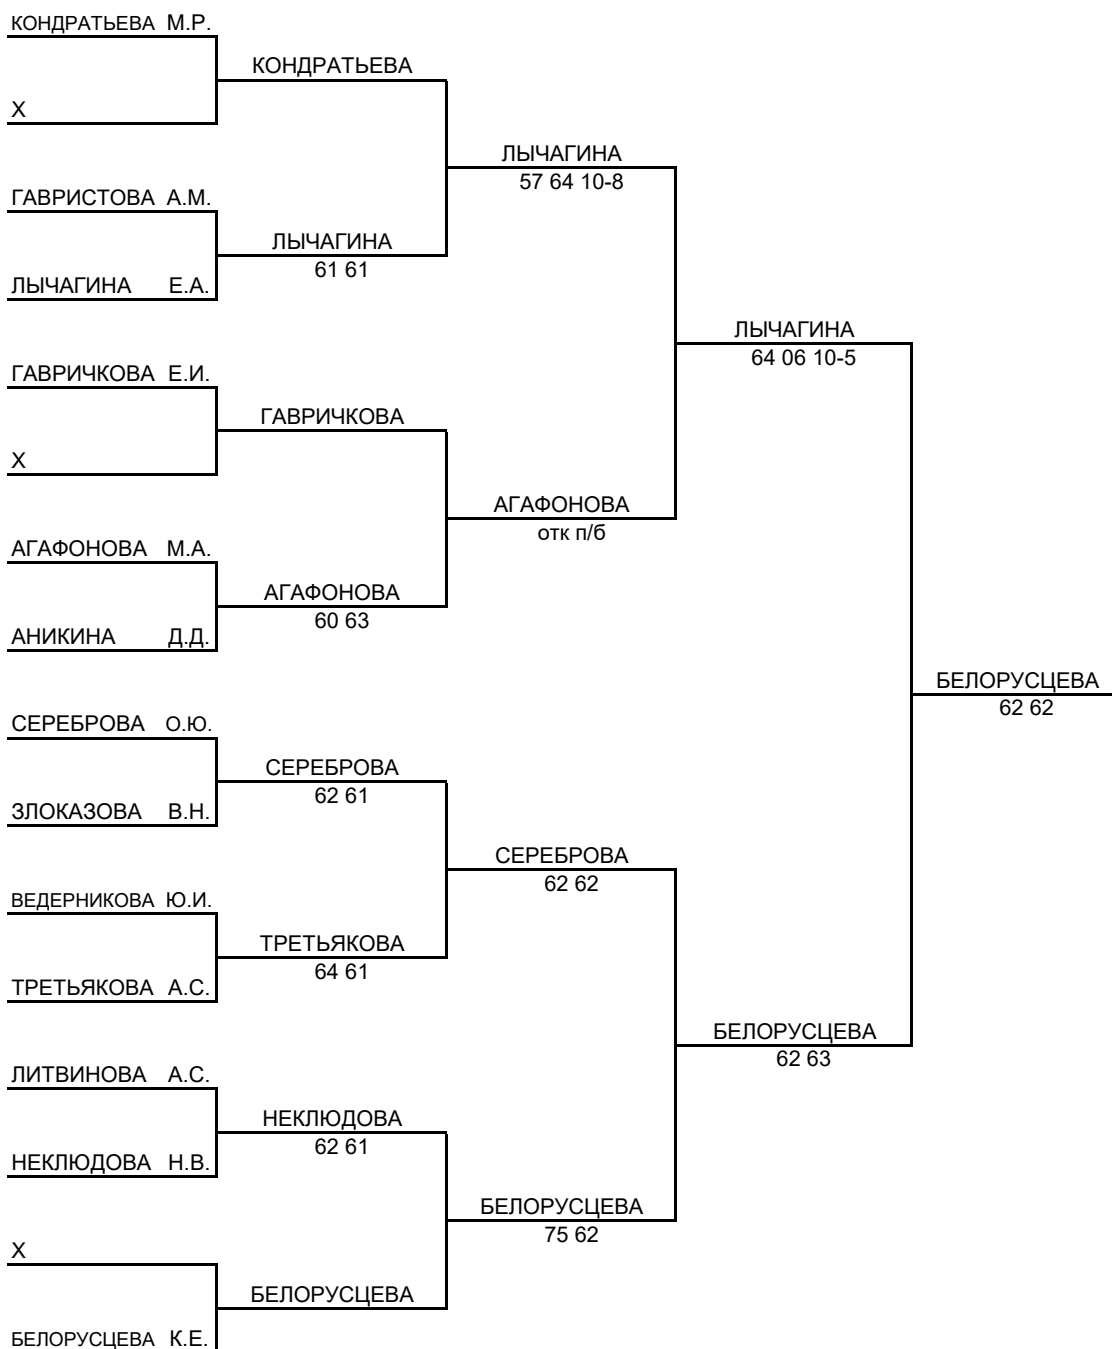 КОНДРАТЬЕВА М.Р.
КОНДРАТЬЕВА
Х
ЛЫЧАГИНА
57 64 10-8
ГАВРИСТОВА А.М.
ЛЫЧАГИНА
61 61
ЛЫЧАГИНА Е.А.
ЛЫЧАГИНА
64 06 10-5
ГАВРИЧКОВА Е.И.
ГАВРИЧКОВА
Х
АГАФОНОВА
отк п/б
АГАФОНОВА М.А.
АГАФОНОВА
60 63
АНИКИНА Д.Д.
БЕЛОРУСЦЕВА
62 62
СЕРЕБРОВА О.Ю.
СЕРЕБРОВА
62 61
ЗЛОКАЗОВА В.Н.
СЕРЕБРОВА
62 62
ВЕДЕРНИКОВА Ю.И.
ТРЕТЬЯКОВА
64 61
ТРЕТЬЯКОВА А.С.
БЕЛОРУСЦЕВА
62 63
ЛИТВИНОВА А.С.
НЕКЛЮДОВА
62 61
НЕКЛЮДОВА Н.В.
БЕЛОРУСЦЕВА
75 62
Х
БЕЛОРУСЦЕВА
БЕЛОРУСЦЕВА К.Е.